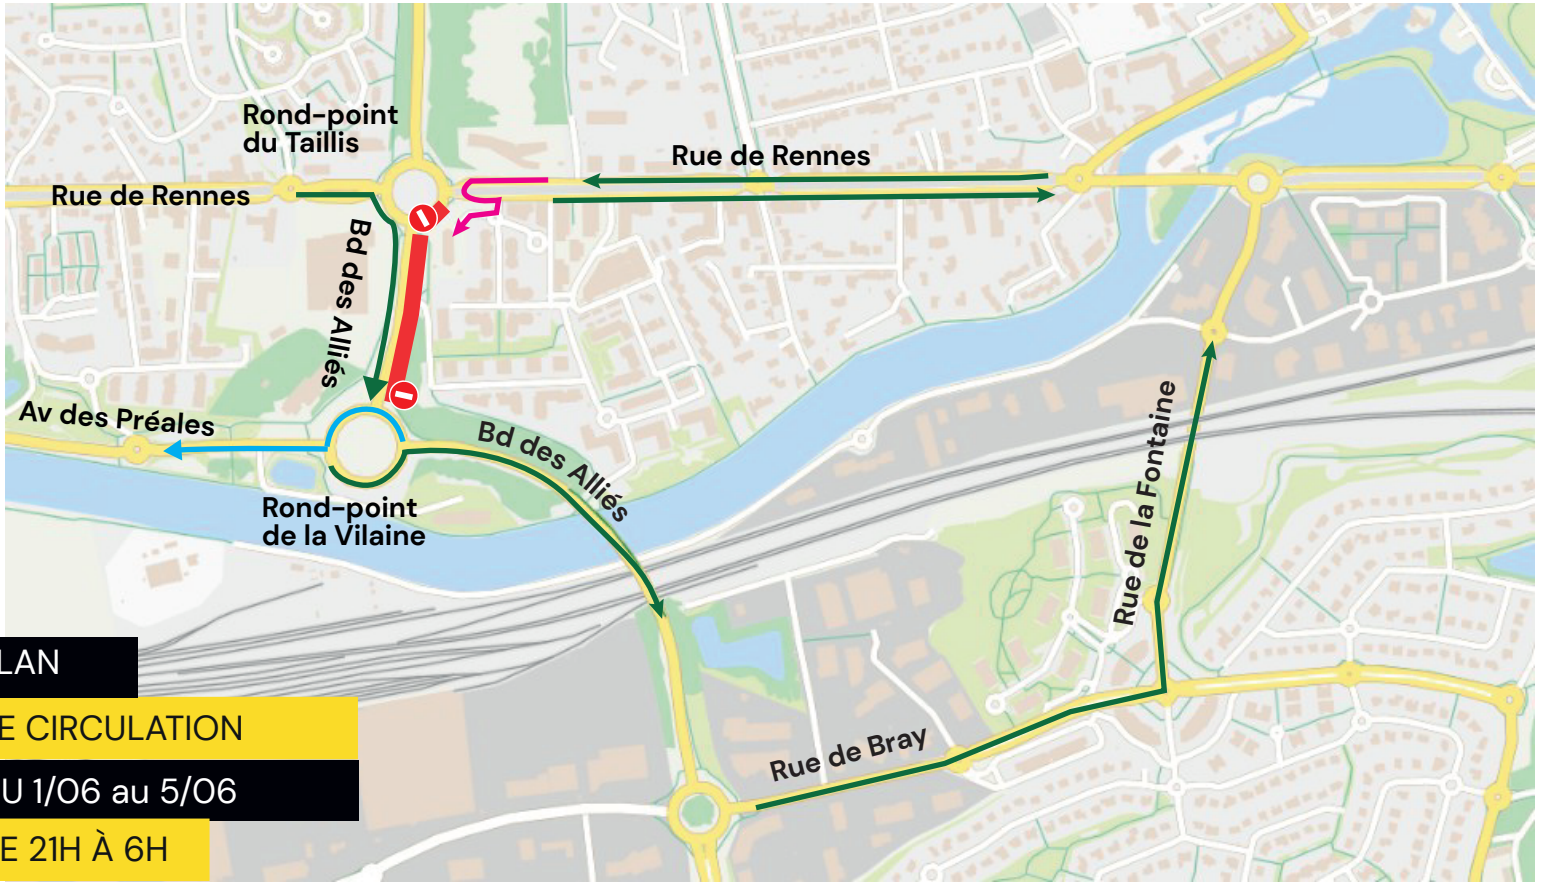 Rond-point
du Taillis
Rue de Rennes
Rue de Rennes
Bd des Alliés
Av des Préales
Bd des Alliés
Rond-point
de la Vilaine
Rue de la Fontaine
Rue de Bray
LAN
E CIRCULATION
U 1/06 au 5/06
E 21H À 6H